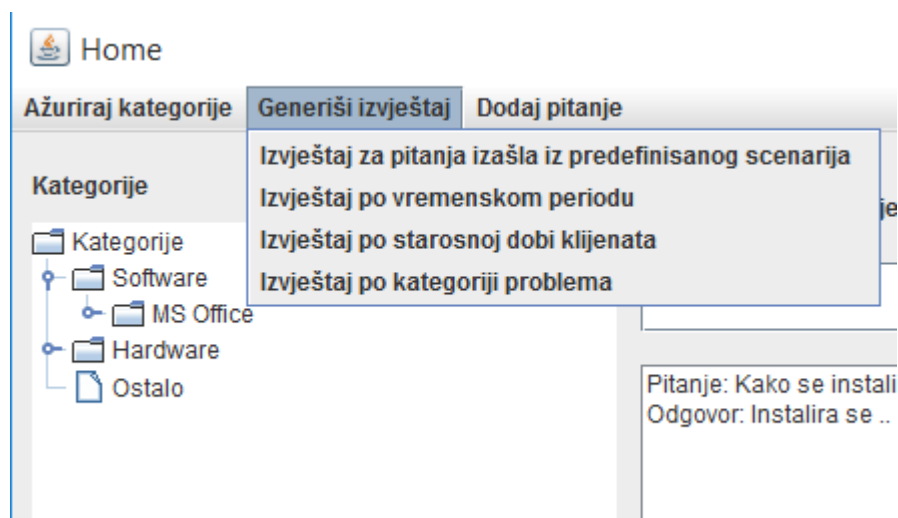 Home
Ažuriraj kategorije Generiši izvještaj Dodaj pitanje
Izvještaj za pitanja izašla iz predefinisanog scenarija
Izvještaj po vremenskom periodu
Izvještaj po starosnoj dobi klijenata
Izvještaj po kategoriji problema
Kategorije
Kategorije
Software
MS Office
Hardware
Ostalo
Pitanje: Kako se instali
Odgovor: Instalira se ..